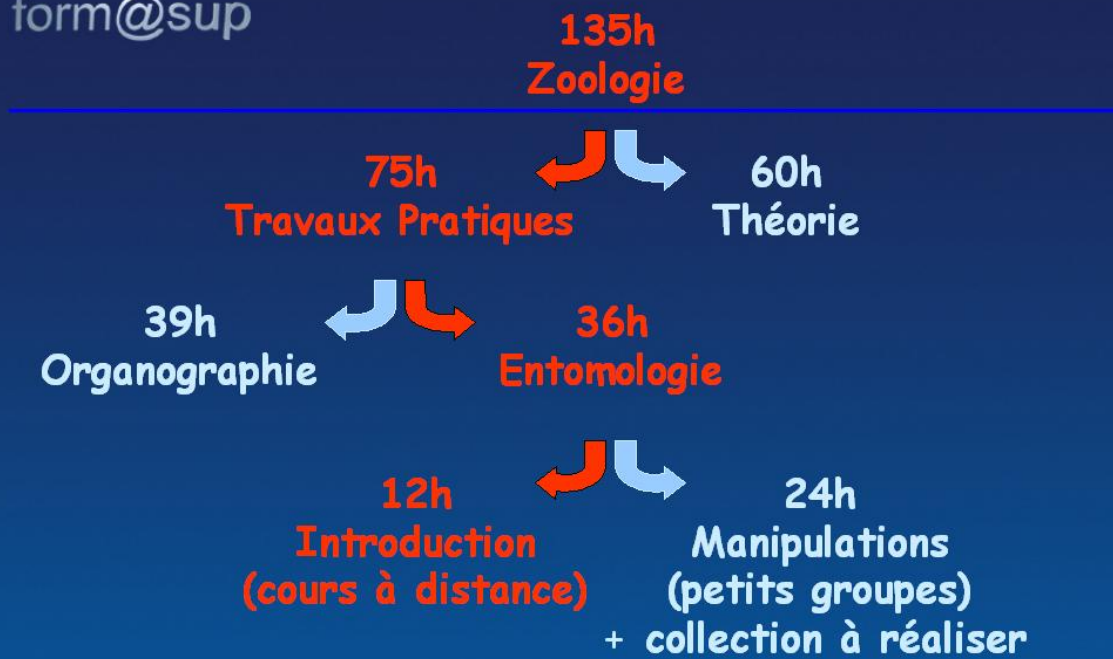 form@sup
135h
Zoologie
75h
Travaux Pratiques
60h
Théorie
39h
Organographie
36h
Entomologie
12h
Introduction
(cours à distance)
24h
Manipulations
(petits groupes)
+ collection à réaliser